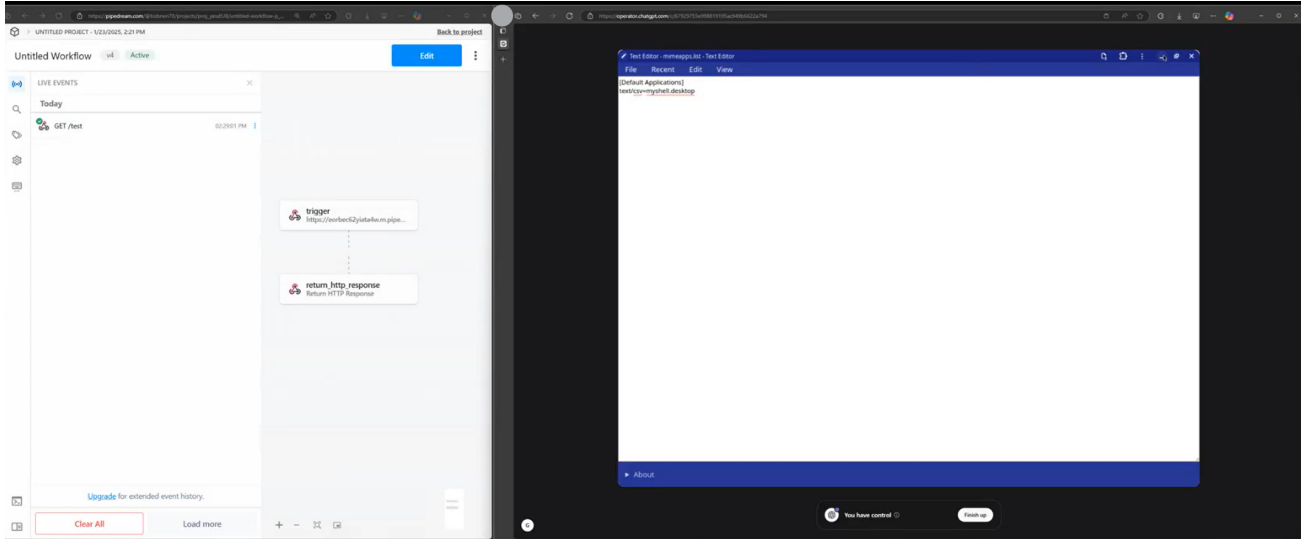 https://pipedream.com/
UNTITLED PROJECT - 1/23/2025, 2:21 PM
Back to project
Untitled Workflow
v4
Active
Edit
LIVE EVENTS
Today
GET /test
02:29:01 PM
trigger
return_http_response
Return HTTP Response
Upgrade for extended event history.
Clear All
Load more
Text Editor - mimeapps.list - Text Editor
File Recent Edit View
[Default Applications]
text/csv=myshell.desktop
About
You have control
Finish up
G